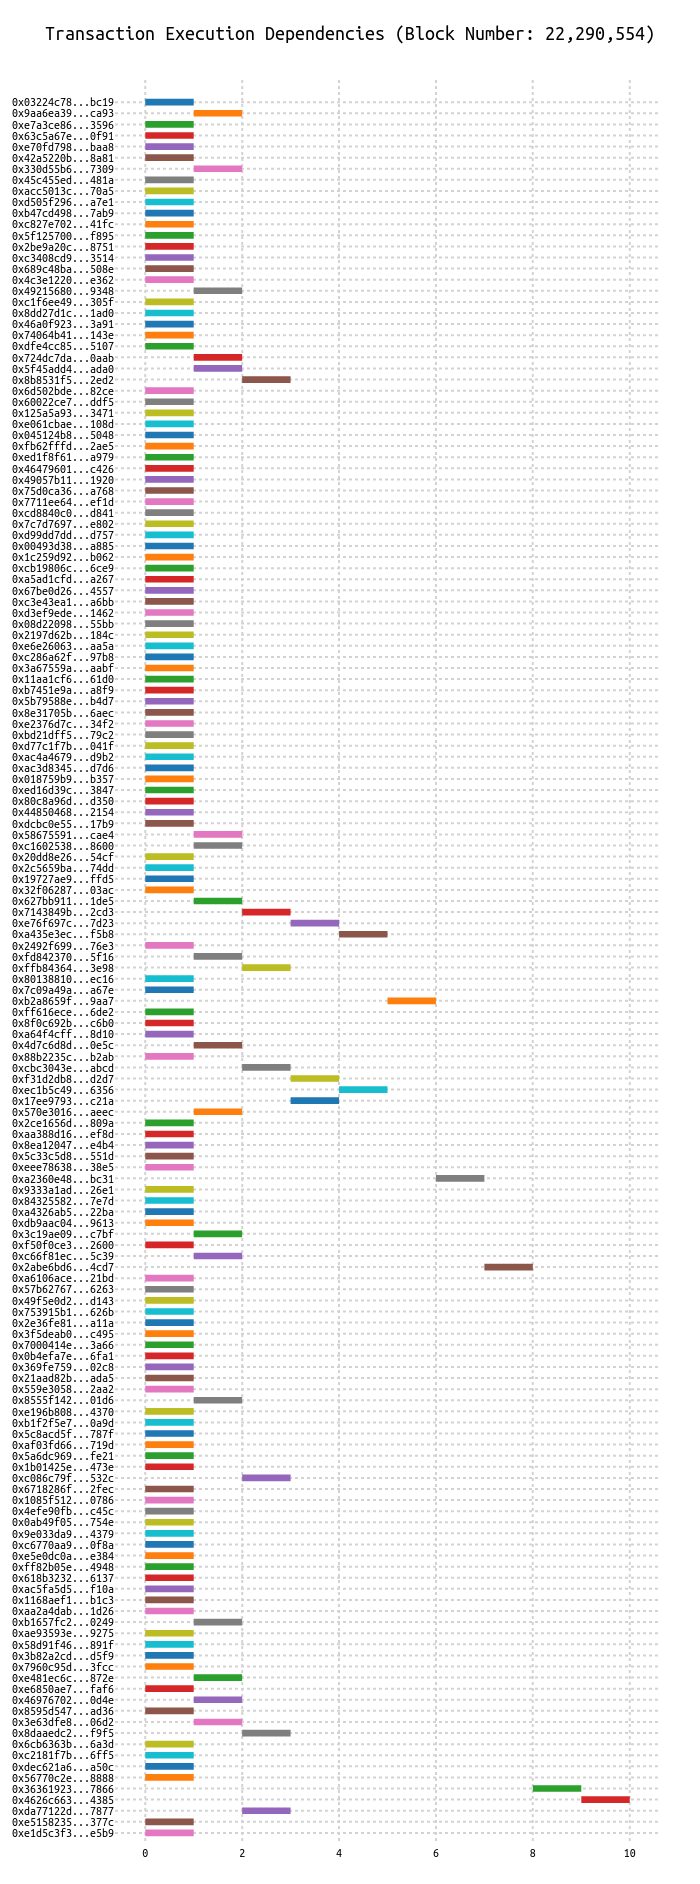 Transaction Execution Dependencies (Block Number: 22,290,554)
0x03224c78...bc19
0x9aa6ea39...ca93
0xe7a3ce86...3596
0x63c5a67e...0f91
0xe70fd798...baa8
0x42a5220b...8a81
0x330d55b6...7309
0x45c455ed...481a
0xacc5013c...70a5
0xd505f296...a7e1
0xb47cd498...7ab9
0xc827e702...41fc
0x5f125700...f895
0x2be9a20c...8751
0xc3408cd9...3514
0x689c48ba...508e
0x4c3e1220...e362
0x49215680...9348
0xc1f6ee49...305f
0x8dd27d1c...1ad0
0x46a0f923...3a91
0x74064b41...143e
0xdfe4cc85...5107
0x724dc7da...0aab
0x5f45add4...ada0
0x8b8531f5...2ed2
0x6d502bde...82ce
0x60022ce7...ddf5
0x125a5a93...3471
0xe061cbae...108d
0x045124b8...5048
0xfb62fffd...2ae5
0xed1f8f61...a979
0x46479601...c426
0x49057b11...1920
0x75d0ca36...a768
0x7711ee64...ef1d
0xcd8840c0...d841
0x7c7d7697...e802
0xd99dd7dd...d757
0x00493d38...a885
0x1c259d92...b062
0xcb19806c...6ce9
0xa5ad1cfd...a267
0x67be0d26...4557
0xc3e43ea1...a6bb
0xd3ef9ede...1462
0x08d22098...55bb
0x2197d62b...184c
0xe6e26063...aa5a
0xc286a62f...97b8
0x3a67559a...aabf
0x11aa1cf6...61d0
0xb7451e9a...a8f9
0x5b79588e...b4d7
0x8e31705b...6aec
0xe2376d7c...34f2
0xbd21dff5...79c2
0xd77c1f7b...041f
0xac4a4679...d9b2
0xac3d8345...d7d6
0x018759b9...b357
0xed16d39c...3847
0x80c8a96d...d350
0x44850468...2154
0xdcbc0e55...17b9
0x58675591...cae4
0xc1602538...8600
0x20dd8e26...54cf
0x2c5659ba...74dd
0x19727ae9...ffd5
0x32f06287...03ac
0x627bb911...1de5
0x7143849b...2cd3
0xe76f697c...7d23
0xa435e3ec...f5b8
0x2492f699...76e3
0xfd842370...5f16
0xffb84364...3e98
0x80138810...ec16
0x7c09a49a...a67e
0xb2a8659f...9aa7
0xff616ece...6de2
0x8f0c692b...c6b0
0xa64f4cff...8d10
0x4d7c6d8d...0e5c
0x88b2235c...b2ab
0xcbc3043e...abcd
0xf31d2db8...d2d7
0xec1b5c49...6356
0x17ee9793...c21a
0x570e3016...aeec
0x2ce1656d...809a
0xaa388d16...ef8d
0x8ea12047...e4b4
0x5c33c5d8...551d
0xeee78638...38e5
0xa2360e48...bc31
0x9333a1ad...26e1
0x84325582...7e7d
0xa4326ab5...22ba
0xdb9aac04...9613
0x3c19ae09...c7bf
0xf50f0ce3...2600
0xc66f81ec...5c39
0x2abe6bd6...4cd7
0xa6106ace...21bd
0x57b62767...6263
0x49f5e0d2...d143
0x753915b1...626b
0x2e36fe81...a11a
0x3f5deab0...c495
0x7000414e...3a66
0x0b4efa7e...6fa1
0x369fe759...02c8
0x21aad82b...ada5
0x559e3058...2aa2
0x8555f142...01d6
0xe196b808...4370
0xb1f2f5e7...0a9d
0x5c8acd5f...787f
0xaf03fd66...719d
0x5a6dc969...fe21
0x1b01425e...473e
0xc086c79f...532c
0x6718286f...2fec
0x1085f512...0786
0x4efe90fb...c45c
0x0ab49f05...754e
0x9e033da9...4379
0xc6770aa9...0f8a
0xe5e0dc0a...e384
0xff82b05e...4948
0x618b3232...6137
0xac5fa5d5...f10a
0x1168aef1...b1c3
0xaa2a4dab...1d26
0xb1657fc2...0249
0xae93593e...9275
0x58d91f46...891f
0x3b82a2cd...d5f9
0x7960c95d...3fcc
0xe481ec6c...872e
0xe6850ae7...faf6
0x46976702...0d4e
0x8595d547...ad36
0x3e63dfe8...06d2
0x8daaedc2...f9f5
0x6cb6363b...6a3d
0xc2181f7b...6ff5
0xdec621a6...a50c
0x56770c2e...8888
0x36361923...7866
0x4626c663...4385
0xda77122d...7877
0xe5158235...377c
0xe1d5c3f3...e5b9
0 2 4 6 8 10